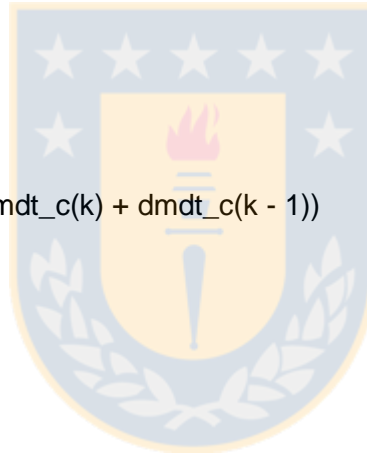 mdt_c(k) + dmdt_c(k - 1))